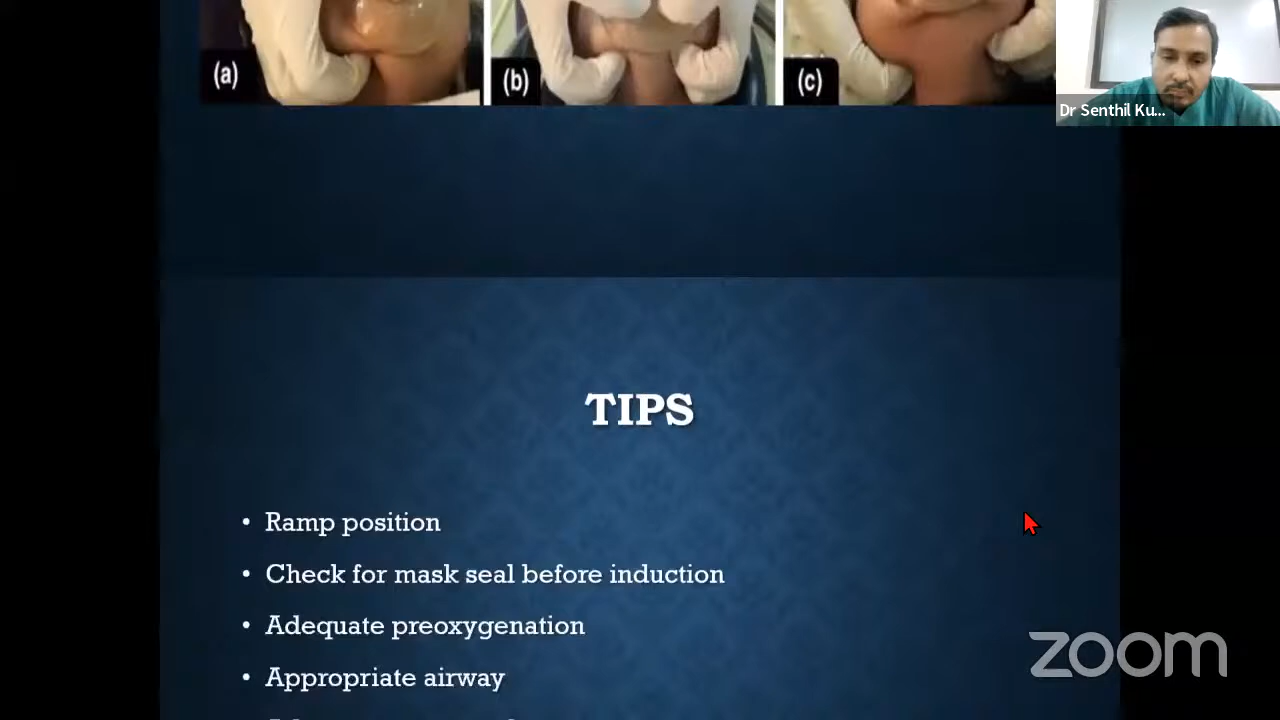 (a)
(b)
(c)
Dr Senthil Ku...
TIPS
• Ramp position
• Check for mask seal before induction
• Adequate preoxygenation
• Appropriate airway
zoom